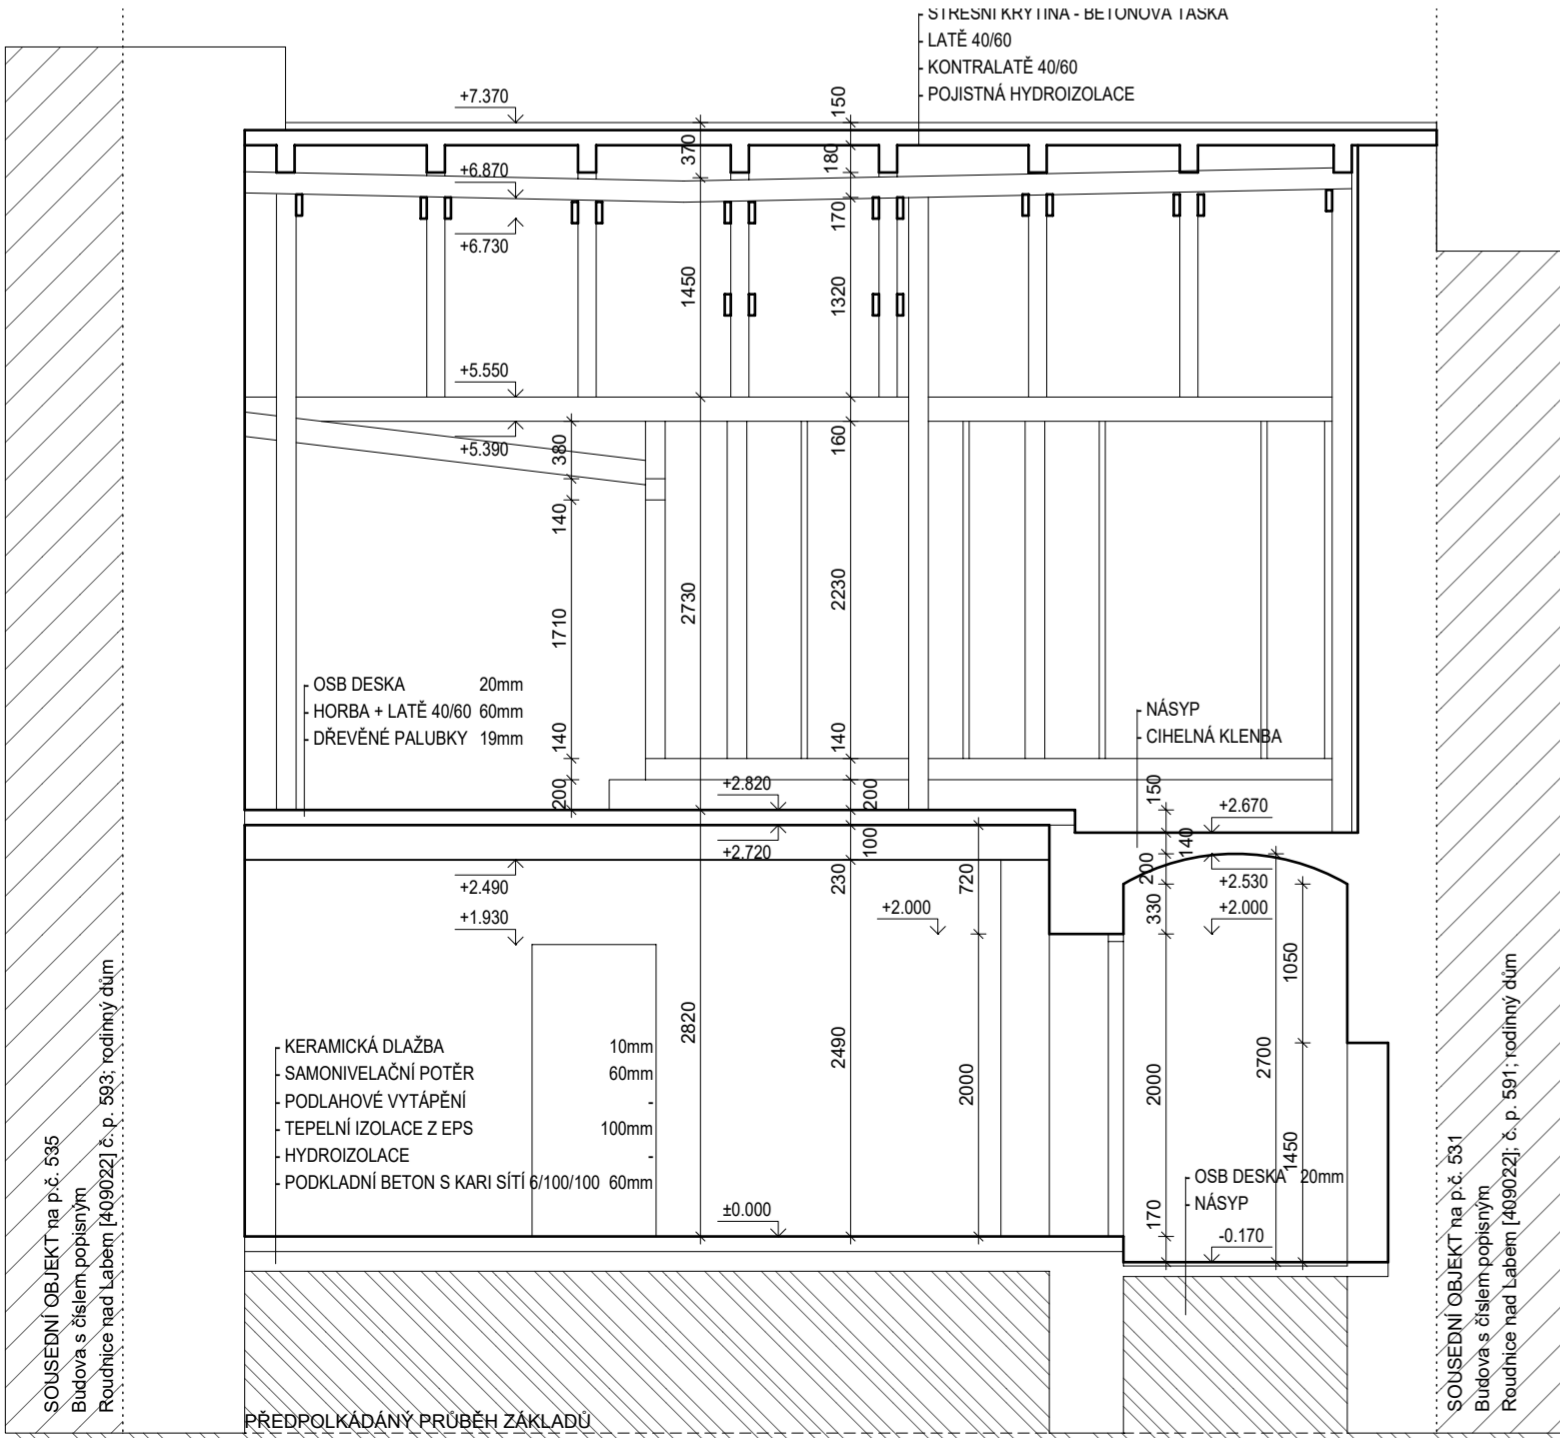 STŘEŠNÍ KRYTINA - BETONOVÁ TAŠKA
LATĚ 40/60
KONTRALATĚ 40/60
POJISTNÁ HYDROIZOLACE
+7.370
150
370
180
+6.870
170
+6.730
1450
1320
+5.550
+5.390
380
160
140
2730
2230
1710
OSB DESKA 20mm
HORBA + LATĚ 40/60 60mm
DŘEVĚNÉ PALUBKY 19mm
NÁSYP
CIHELNÁ KLENBA
140
140
200
+2.820
200
150
+2.670
+2.720
100
140
+2.490
230
720
200
+2.530
+1.930
+2.000
330
+2.000
1050
2820
2490
2000
2000
2700
1450
KERAMICKÁ DLAŽBA 10mm
SAMONIVELAČNÍ POTĚR 60mm
PODLAHOVÉ VYTÁPĚNÍ -
TEPELNÍ IZOLACE Z EPS 100mm
HYDROIZOLACE -
PODKLADNÍ BETON S KARI SÍTÍ 6/100/100 60mm
OSB DESKA 20mm
NÁSYP
±0.000
170
-0.170
SOUSEDNÍ OBJEKT na p.č. 535
Budova s číslem popisným
Roudnice nad Labem [409022] č. p. 593; rodinný dům
SOUSEDNÍ OBJEKT na p.č. 531
Budova s číslem popisným
Roudnice nad Labem [409022]; č. p. 591; rodinný dům
PŘEDPOLKÁDÁNÝ PRŮBĚH ZÁKLADŮ